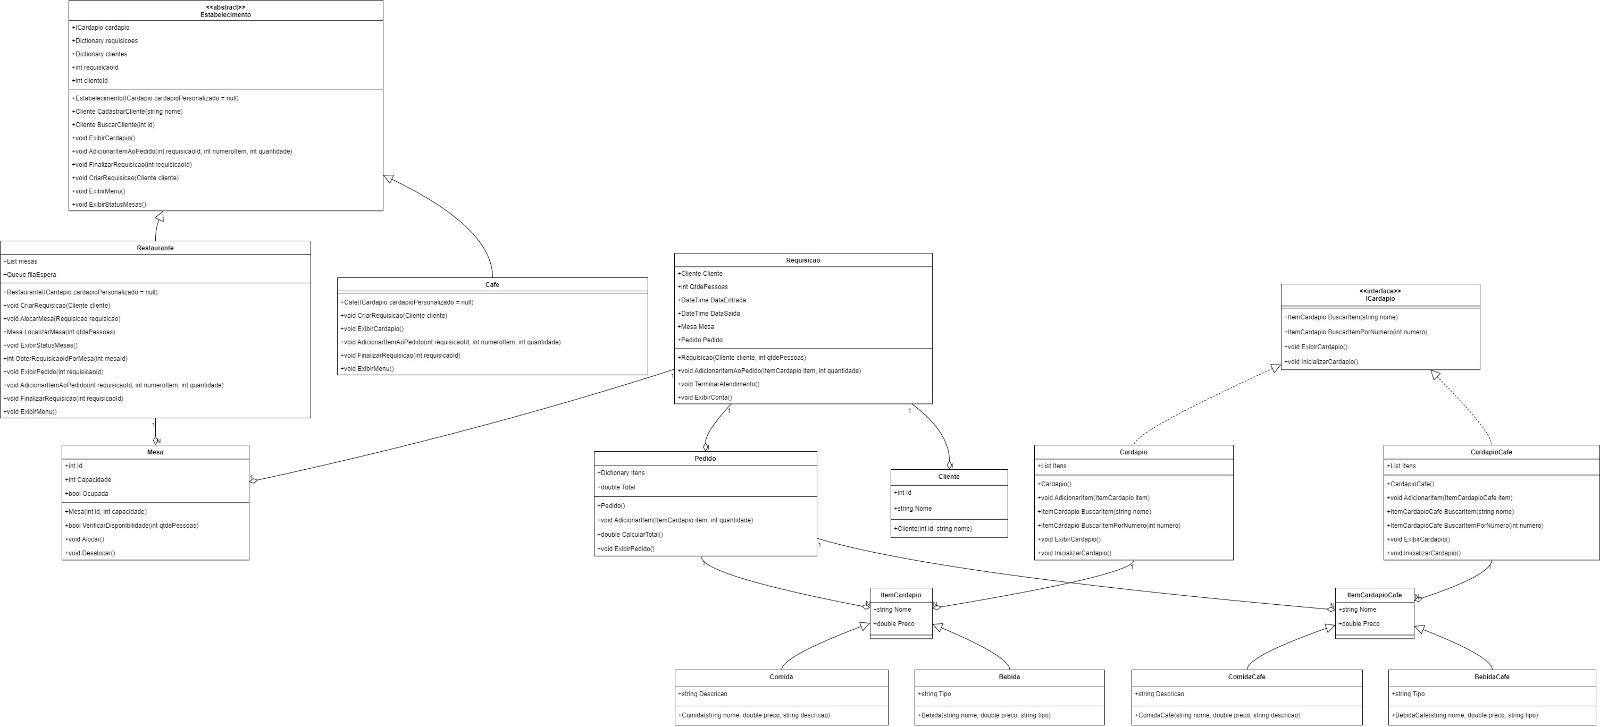 <<abstract>>
Estabelecimento
+ICardapio cardapio
+Dictionary requisicoes
+Dictionary clientes
+int requisicaoId
+int clienteId
+Estabelecimento(ICardapio cardapioPersonalizado = null)
+Cliente CadastrarCliente(string nome)
+Cliente BuscarCliente(int id)
+void ExibirCardapio()
+void AdicionarItemAoPedido(int requisicaoId, int numeroItem, int quantidade)
+void FinalizarRequisicao(int requisicaoId)
+void CriarRequisicao(Cliente cliente)
+void ExibirMenu()
+void ExibirStatusMesas()
Restaurante
+List mesas
+Queue filaEspera
+Restaurante(ICardapio cardapioPersonalizado = null)
+void CriarRequisicao(Cliente cliente)
+void AlocarMesa(Requisicao requisicao)
+Mesa LocalizarMesa(int qtdePessoas)
+void ExibirStatusMesas()
+int ObterRequisicaoIdPorMesa(int mesaId)
+void ExibirPedido(int requisicaoId)
+void AdicionarItemAoPedido(int requisicaoId, int numeroItem, int quantidade)
+void FinalizarRequisicao(int requisicaoId)
+void ExibirMenu()
1
N
Cafe
+Cafe(ICardapio cardapioPersonalizado = null)
+void CriarRequisicao(Cliente cliente)
+void ExibirCardapio()
+void AdicionarItemAoPedido(int requisicaoId, int numeroItem, int quantidade)
+void FinalizarRequisicao(int requisicaoId)
+void ExibirMenu()
Requisicao
+Cliente Cliente
+int QtdePessoas
+DateTime DataEntrada
+DateTime DataSaida
+Mesa Mesa
+Pedido Pedido
+Requisicao(Cliente cliente, int qtdePessoas)
+void AdicionarItemAoPedido(ItemCardapio item, int quantidade)
+void TerminarAtendimento()
+void ExibirConta()
1
1
1
<<interface>>
ICardapio
+ItemCardapio BuscarItem(string nome)
+ItemCardapio BuscarItemPorNumero(int numero)
+void ExibirCardapio()
+void InicializarCardapio()
Mesa
+int Id
+int Capacidade
+bool Ocupada
+Mesa(int id, int capacidade)
+bool VerificarDisponibilidade(int qtdePessoas)
+void Alocar()
+void Desalocar()
Pedido
+Dictionary Itens
+double Total
+Pedido()
+void AdicionarItem(ItemCardapio item, int quantidade)
+double CalcularTotal()
+void ExibirPedido()
1
1
Cliente
+int Id
+string Nome
+Cliente(int id, string nome)
Cardapio
+List Itens
+Cardapio()
+void AdicionarItem(ItemCardapio item)
+ItemCardapio BuscarItem(string nome)
+ItemCardapio BuscarItemPorNumero(int numero)
+void ExibirCardapio()
+void InicializarCardapio()
1
CardapioCafe
+List Itens
+CardapioCafe()
+void AdicionarItem(ItemCardapioCafe item)
+ItemCardapioCafe BuscarItem(string nome)
+ItemCardapioCafe BuscarItemPorNumero(int numero)
+void ExibirCardapio()
+void InicializarCardapio()
1
ItemCardapio
N
N
+string Nome
+double Preco
ItemCardapioCafe
N
N
+string Nome
+double Preco
Comida
+string Descricao
+Comida(string nome, double preco, string descricao)
Bebida
+string Tipo
+Bebida(string nome, double preco, string tipo)
ComidaCafe
+string Descricao
+ComidaCafe(string nome, double preco, string descricao)
BebidaCafe
+string Tipo
+BebidaCafe(string nome, double preco, string tipo)